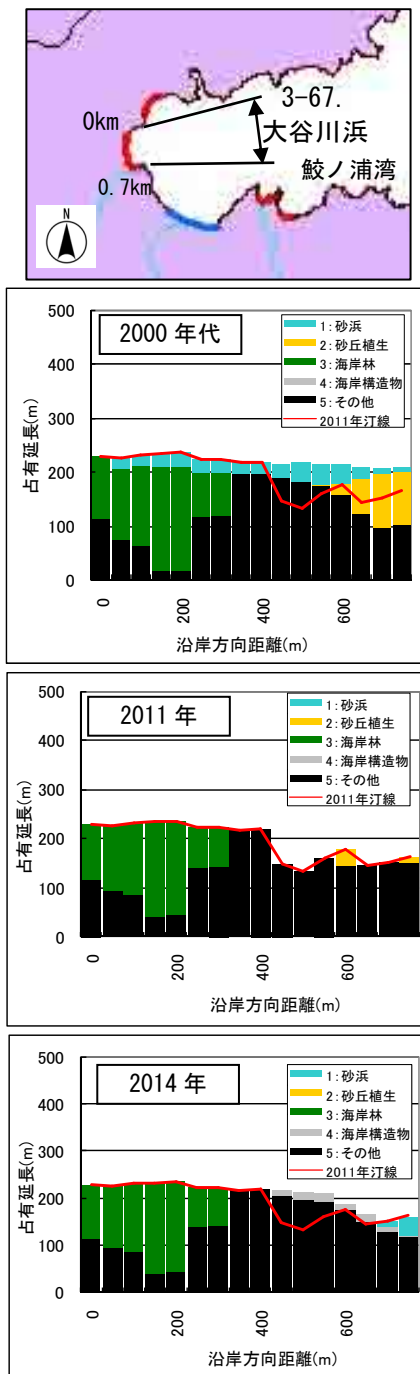 3-67.
0km
大谷川浜
鮫ノ浦湾
0.7km
N
2000 年代
1:砂浜
2:砂丘植生
3:海岸林
4:海岸構造物
5:その他
2011年汀線
占有延長(m)
500
400
300
200
100
0
0
200
400
600
沿岸方向距離(m)
2011 年
1:砂浜
2:砂丘植生
3:海岸林
4:海岸構造物
5:その他
2011年汀線
占有延長(m)
500
400
300
200
100
0
0
200
400
600
沿岸方向距離(m)
2014 年
1:砂浜
2:砂丘植生
3:海岸林
4:海岸構造物
5:その他
2011年汀線
占有延長(m)
500
400
300
200
100
0
0
200
400
600
沿岸方向距離(m)